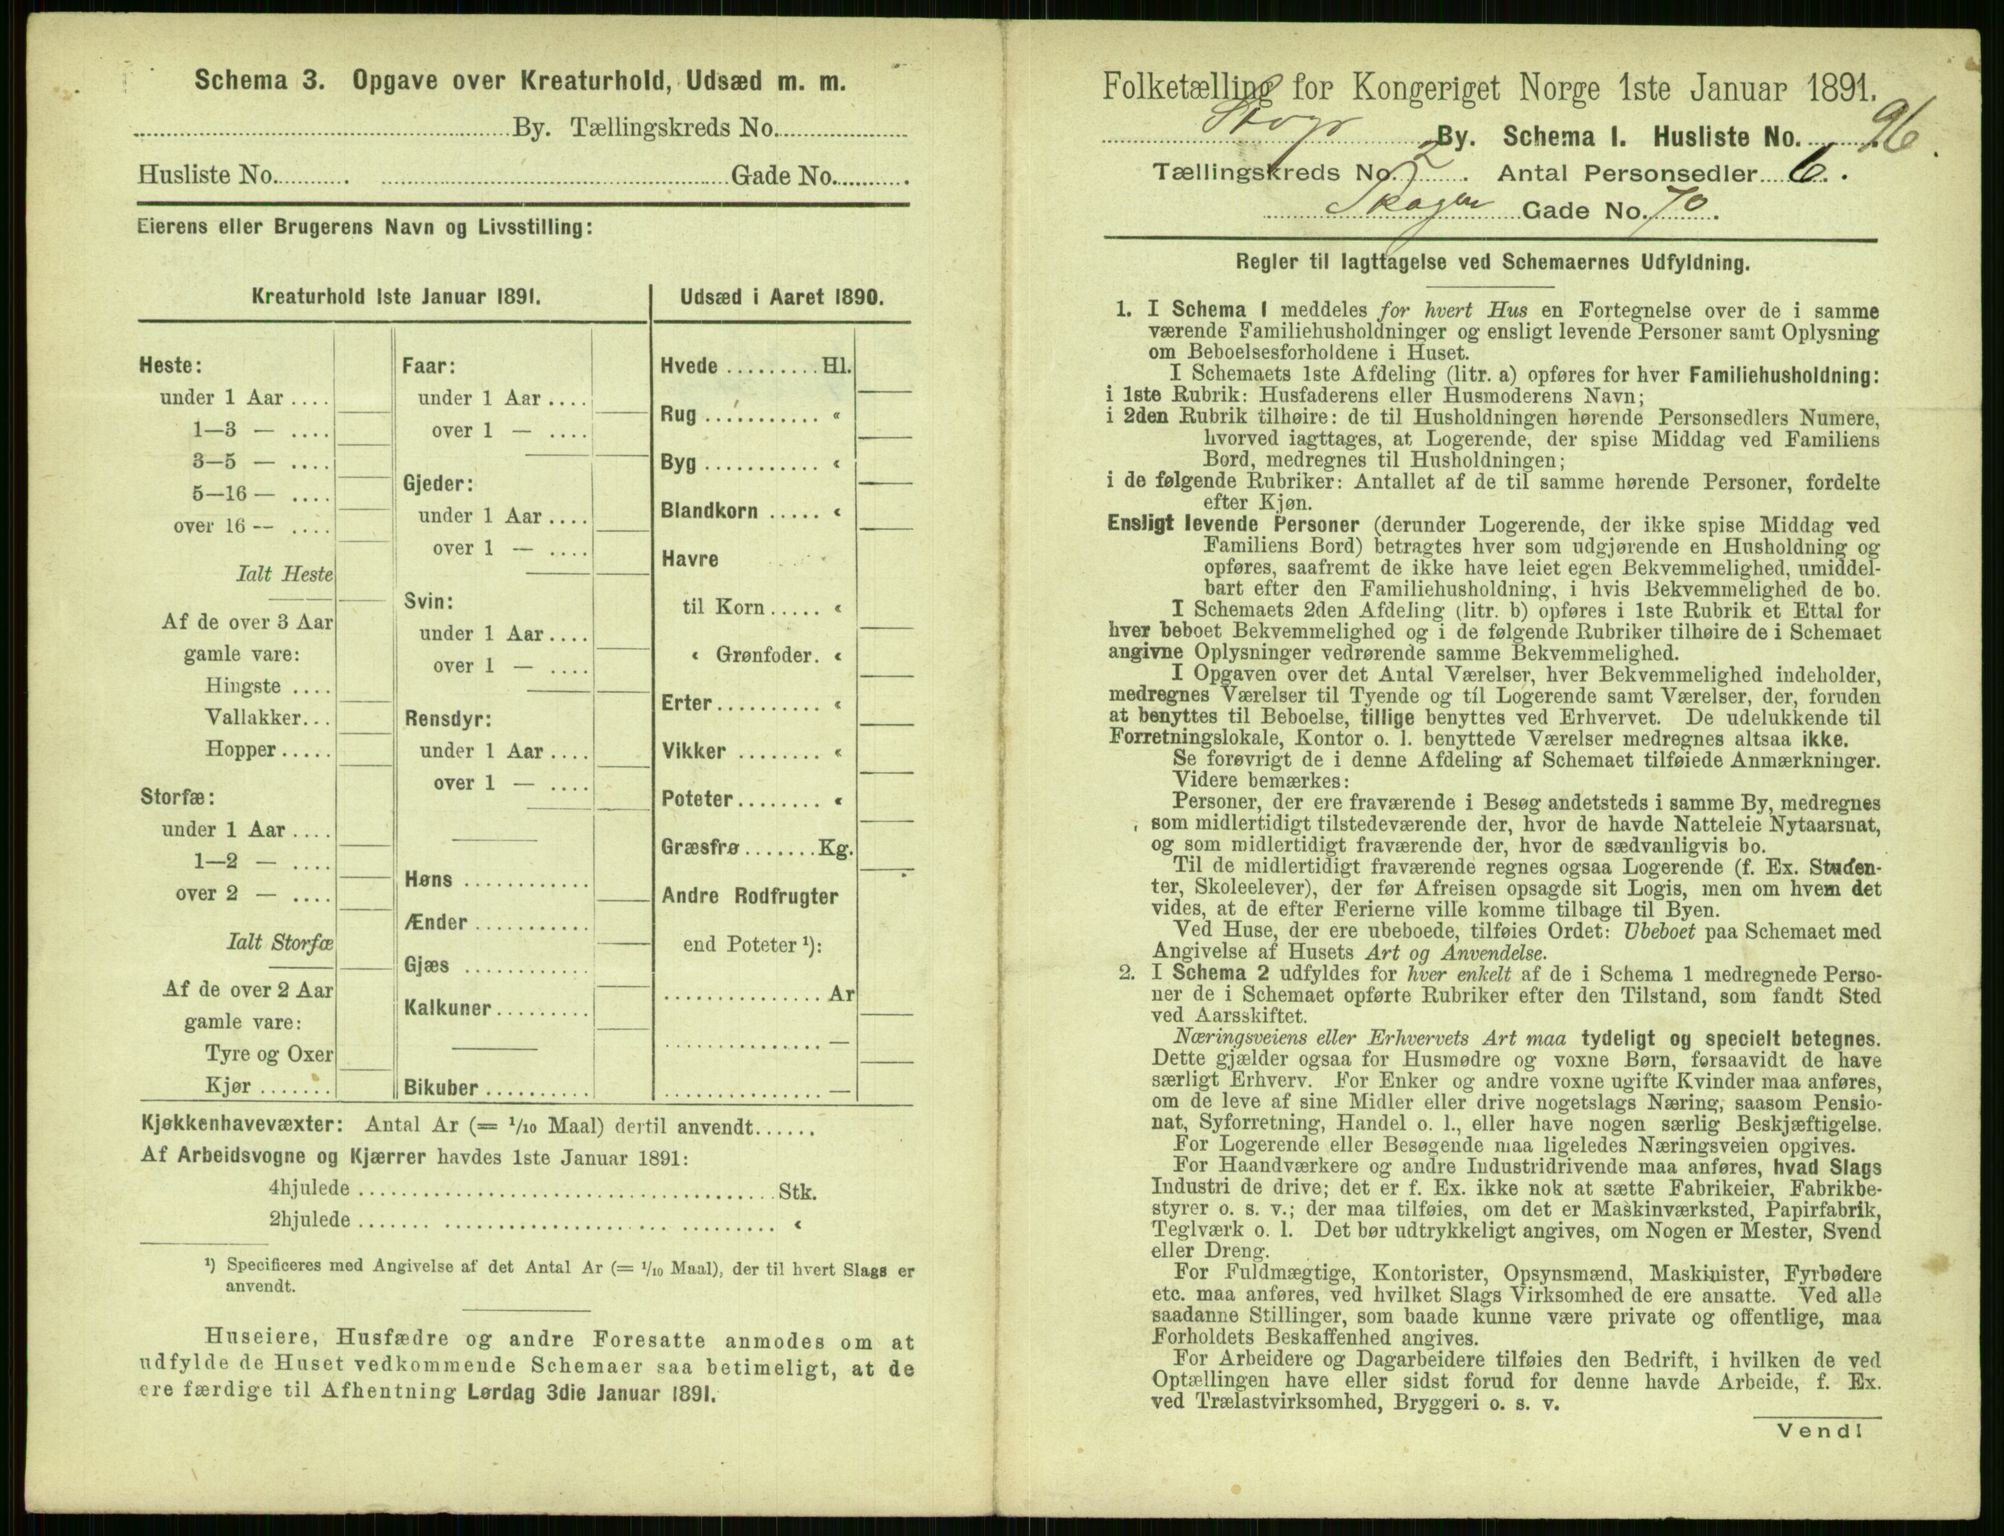 Schema 3. Opgave over Kreaturhold, Udsæd m. m.
By. Tællingskreds No.
Husliste No. Gade No.
Eierens eller Brugerens Navn og Livsstilling:
Kreaturhold 1ste Januar 1891.
Heste:
under 1 Aar ....
1—3 — ....
3—5 — ....
5—16 — ....
over 16 — ....
Ialt Heste
Af de over 3 Aar
gamle vare:
Hingste ....
Vallakker...
Hopper .....
Storfæ:
under 1 Aar ....
1—2 — ....
over 2 — ....
Ialt Storfæ
Af de over 2 Aar
gamle vare:
Tyre og Oxer
Kjør .......
Faar:
under 1 Aar ....
over 1 — ....
Gjeder:
under 1 Aar ....
over 1 — ....
Svin:
under 1 Aar ....
over 1 — ....
Rensdyr:
under 1 Aar ....
over 1 — ....
Høns ............
Ænder ...........
Gjæs ............
Kalkuner.........
Bikuber ..........
Udsæd i Aaret 1890.
Hvede ......... Hl.
Rug ........... «
Byg ........... «
Blandkorn ..... «
Havre
til Korn..... «
« Grønfoder. «
Erter.......... «
Vikker ........ «
Poteter........ «
Græsfrø ....... Kg.
Andre Rodfrugter
end Poteter ¹):
............... Ar
............... —
............... —
Kjøkkenhavevæxter: Antal Ar (= 1/10 Maal) dertil anvendt......
Af Arbeidsvogne og Kjærrer havdes 1ste Januar 1891:
4hjulede ........................................ Stk.
2hjulede ........................................ «
¹) Specificeres med Angivelse af det Antal Ar (= 1/10 Maal), der til hvert Slags er
anvendt.
Huseiere, Husfædre og andre Foresatte anmodes om at
udfylde de Huset vedkommende Schemaer saa betimeligt, at de
ere færdige til Afhentning Lørdag 3die Januar 1891.
Folketælling for Kongeriget Norge 1ste Januar 1891.
By. Schema I. Husliste No. 96.
Tællingskreds No. 2. Antal Personsedler 6.
Skogen Gade No. 70.
Regler til Iagttagelse ved Schemaernes Udfyldning.
1. I Schema 1 meddeles for hvert Hus en Fortegnelse over de i samme
værende Familiehusholdninger og ensligt levende Personer samt Oplysning
om Beboelsesforholdene i Huset.
I Schemaets 1ste Afdeling (litr. a) opføres for hver Familiehusholdning:
i 1ste Rubrik: Husfaderens eller Husmoderens Navn;
i 2den Rubrik tilhøire: de til Husholdningen hørende Personsedlers Numere,
hvorved iagttages, at Logerende, der spise Middag ved Familiens
Bord, medregnes til Husholdningen;
i de følgende Rubriker: Antallet af de til samme hørende Personer, fordelte
efter Kjøn.
Ensligt levende Personer (derunder Logerende, der ikke spise Middag ved
Familiens Bord) betragtes hver som udgjørende en Husholdning og
opføres, saafremt de ikke have leiet egen Bekvemmelighed, umiddel-
bart efter den Familiehusholdning, i hvis Bekvemmelighed de bo.
I Schemaets 2den Afdeling (litr. b) opføres i 1ste Rubrik et Ettal for
hver beboet Bekvemmelighed og i de følgende Rubriker tilhøire de i Schemaet
angivne Oplysninger vedrørende samme Bekvemmelighed.
I Opgaven over det Antal Værelser, hver Bekvemmelighed indeholder,
medregnes Værelser til Tyende og til Logerende samt Værelser, der, foruden
at benyttes til Beboelse, tillige benyttes ved Erhvervet. De udelukkende til
Forretningslokale, Kontor o. l. benyttede Værelser medregnes altsaa ikke.
Se forøvrigt de i denne Afdeling af Schemaet tilføiede Anmærkninger.
Videre bemærkes:
Personer, der ere fraværende i Besøg andetsteds i samme By, medregnes
som midlertidigt tilstedeværende der, hvor de havde Natteleie Nytaarsnat,
og som midlertidigt fraværende der, hvor de sædvanligvis bo.
Til de midlertidigt fraværende regnes ogsaa Logerende (f. Ex. Studen-
ter, Skoleelever), der før Afreisen opsagde sit Logis, men om hvem det
vides, at de efter Ferierne ville komme tilbage til Byen.
Ved Huse, der ere ubeboede, tilføies Ordet: Ubeboet paa Schemaet med
Angivelse af Husets Art og Anvendelse.
2. I Schema 2 udfyldes for hver enkelt af de i Schema 1 medregnede Perso-
ner de i Schemaet opførte Rubriker efter den Tilstand, som fandt Sted
ved Aarsskiftet.
Næringsveiens eller Erhvervets Art maa tydeligt og specielt betegnes.
Dette gjælder ogsaa for Husmødre og voxne Børn, forsaavidt de have
særligt Erhverv. For Enker og andre voxne ugifte Kvinder maa anføres,
om de leve af sine Midler eller drive nogetslags Næring, saasom Pensio-
nat, Syforretning, Handel o. l., eller have nogen særlig Beskjæftigelse.
For Logerende eller Besøgende maa ligeledes Næringsveien opgives.
For Haandværkere og andre Industridrivende maa anføres, hvad Slags
Industri de drive; det er f. Ex. ikke nok at sætte Fabrikeier, Fabrikbe-
styrer o. s. v.; der maa tilføies, om det er Maskinværksted, Papirfabrik,
Teglværk o. l. Det bør udtrykkeligt angives, om Nogen er Mester, Svend
eller Dreng.
For Fuldmægtige, Kontorister, Opsynsmænd, Maskinister, Fyrbødere
etc. maa anføres, ved hvilket Slags Virksomhed de ere ansatte. Ved alle
saadanne Stillinger, som baade kunne være private og offentlige, maa
Forholdets Beskaffenhed angives.
For Arbeidere og Dagarbeidere tilføies den Bedrift, i hvilken de ved
Optællingen have eller sidst forud for denne havde Arbeide, f. Ex.
ved Trælastvirksomhed, Bryggeri o. s. v.
Vend!